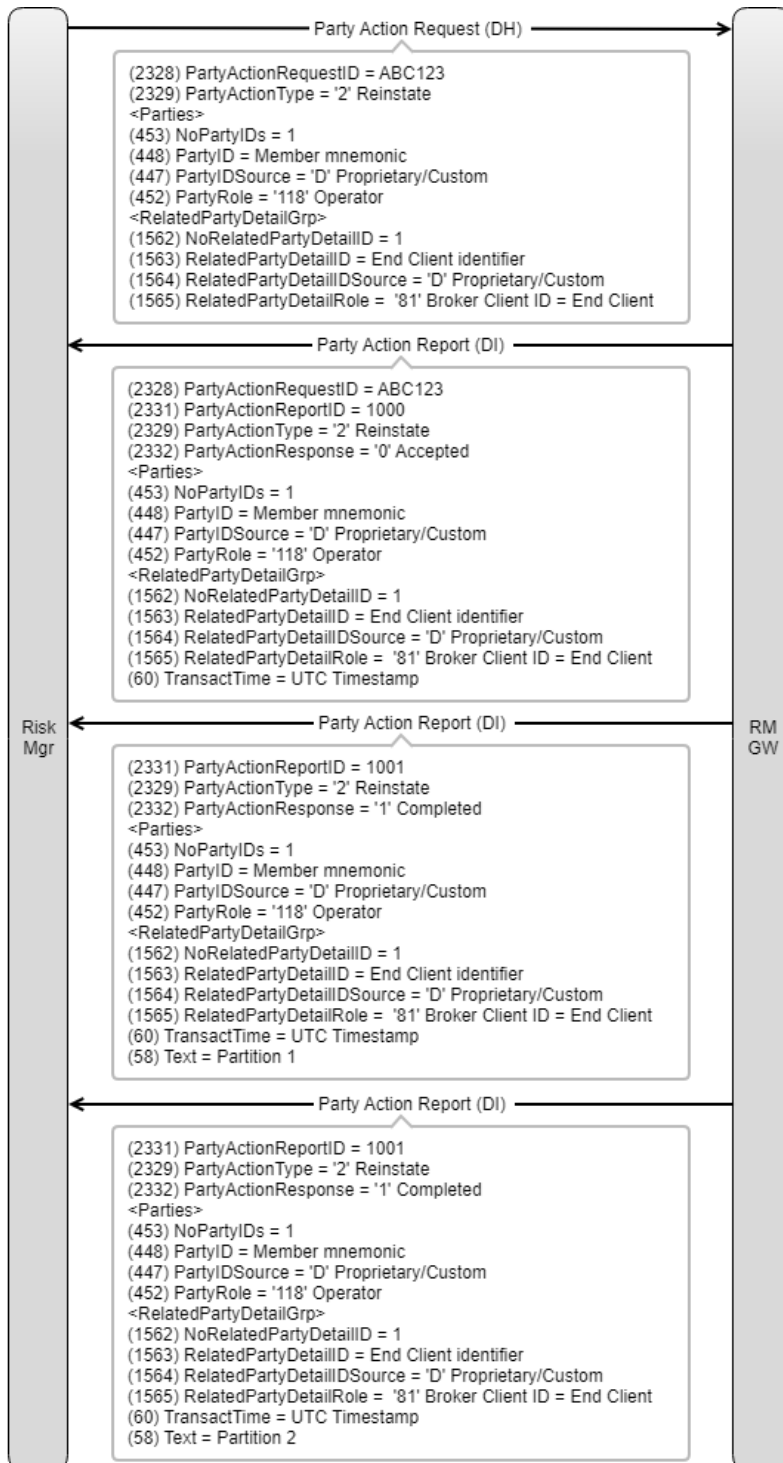 Party Action Request (DH)
(2328) PartyActionRequestID = ABC123
(2329) PartyActionType = '2' Reinstate
<Parties>
(453) NoPartyIDs = 1
(448) PartyID = Member mnemonic
(447) PartyIDSource = 'D' Proprietary/Custom
(452) PartyRole = '118' Operator
<RelatedPartyDetailGrp>
(1562) NoRelatedPartyDetailID = 1
(1563) RelatedPartyDetailID = End Client identifier
(1564) RelatedPartyDetailIDSource = 'D' Proprietary/Custom
(1565) RelatedPartyDetailRole =  '81' Broker Client ID = End Client
Party Action Report (DI)
(2328) PartyActionRequestID = ABC123
(2331) PartyActionReportID = 1000
(2329) PartyActionType = '2' Reinstate
(2332) PartyActionResponse = '0' Accepted
<Parties>
(453) NoPartyIDs = 1
(448) PartyID = Member mnemonic
(447) PartyIDSource = 'D' Proprietary/Custom
(452) PartyRole = '118' Operator
<RelatedPartyDetailGrp>
(1562) NoRelatedPartyDetailID = 1
(1563) RelatedPartyDetailID = End Client identifier
(1564) RelatedPartyDetailIDSource = 'D' Proprietary/Custom
(1565) RelatedPartyDetailRole =  '81' Broker Client ID = End Client
(60) TransactTime = UTC Timestamp
Risk
Mgr
Party Action Report (DI)
RM
GW
(2331) PartyActionReportID = 1001
(2329) PartyActionType = '2' Reinstate
(2332) PartyActionResponse = '1' Completed
<Parties>
(453) NoPartyIDs = 1
(448) PartyID = Member mnemonic
(447) PartyIDSource = 'D' Proprietary/Custom
(452) PartyRole = '118' Operator
<RelatedPartyDetailGrp>
(1562) NoRelatedPartyDetailID = 1
(1563) RelatedPartyDetailID = End Client identifier
(1564) RelatedPartyDetailIDSource = 'D' Proprietary/Custom
(1565) RelatedPartyDetailRole =  '81' Broker Client ID = End Client
(60) TransactTime = UTC Timestamp
(58) Text = Partition 1
Party Action Report (DI)
(2331) PartyActionReportID = 1001
(2329) PartyActionType = '2' Reinstate
(2332) PartyActionResponse = '1' Completed
<Parties>
(453) NoPartyIDs = 1
(448) PartyID = Member mnemonic
(447) PartyIDSource = 'D' Proprietary/Custom
(452) PartyRole = '118' Operator
<RelatedPartyDetailGrp>
(1562) NoRelatedPartyDetailID = 1
(1563) RelatedPartyDetailID = End Client identifier
(1564) RelatedPartyDetailIDSource = 'D' Proprietary/Custom
(1565) RelatedPartyDetailRole =  '81' Broker Client ID = End Client
(60) TransactTime = UTC Timestamp
(58) Text = Partition 2